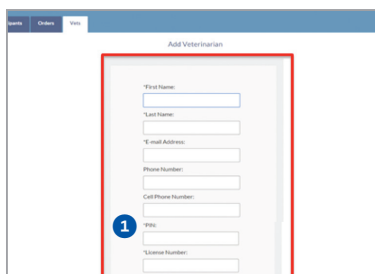 ipants Orders Vets
Add Veterinarian
*First Name:
*Last Name:
*E-mail Address:
Phone Number:
Cell Phone Number:
1
*PIN:
*License Number: